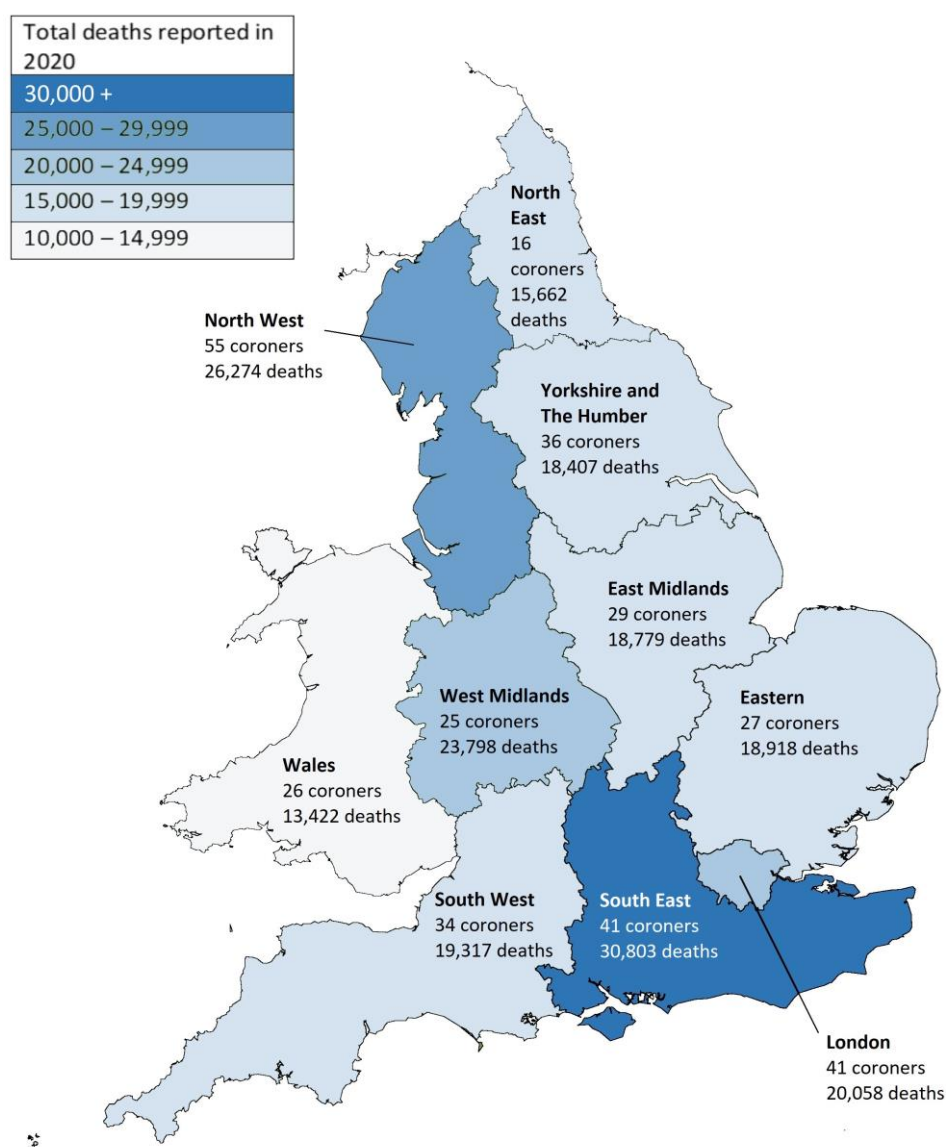 Total deaths reported in
2020
30,000 +
25,000 – 29,999
20,000 – 24,999
15,000 – 19,999
10,000 – 14,999
North
East
16
coroners
15,662
deaths
North West
55 coroners
26,274 deaths
Yorkshire and
The Humber
36 coroners
18,407 deaths
East Midlands
29 coroners
18,779 deaths
West Midlands
25 coroners
23,798 deaths
Eastern
27 coroners
18,918 deaths
Wales
26 coroners
13,422 deaths
South West
34 coroners
19,317 deaths
South East
41 coroners
30,803 deaths
London
41 coroners
20,058 deaths